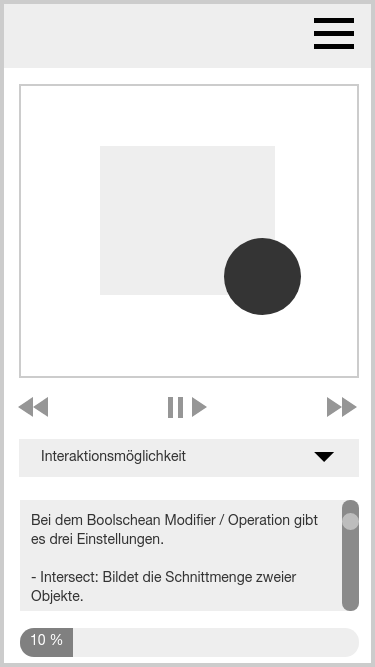 Interaktionsmöglichkeit
Bei dem Boolschean Modifier / Operation gibt
es drei Einstellungen.
- Intersect: Bildet die Schnittmenge zweier
Objekte.
10 %